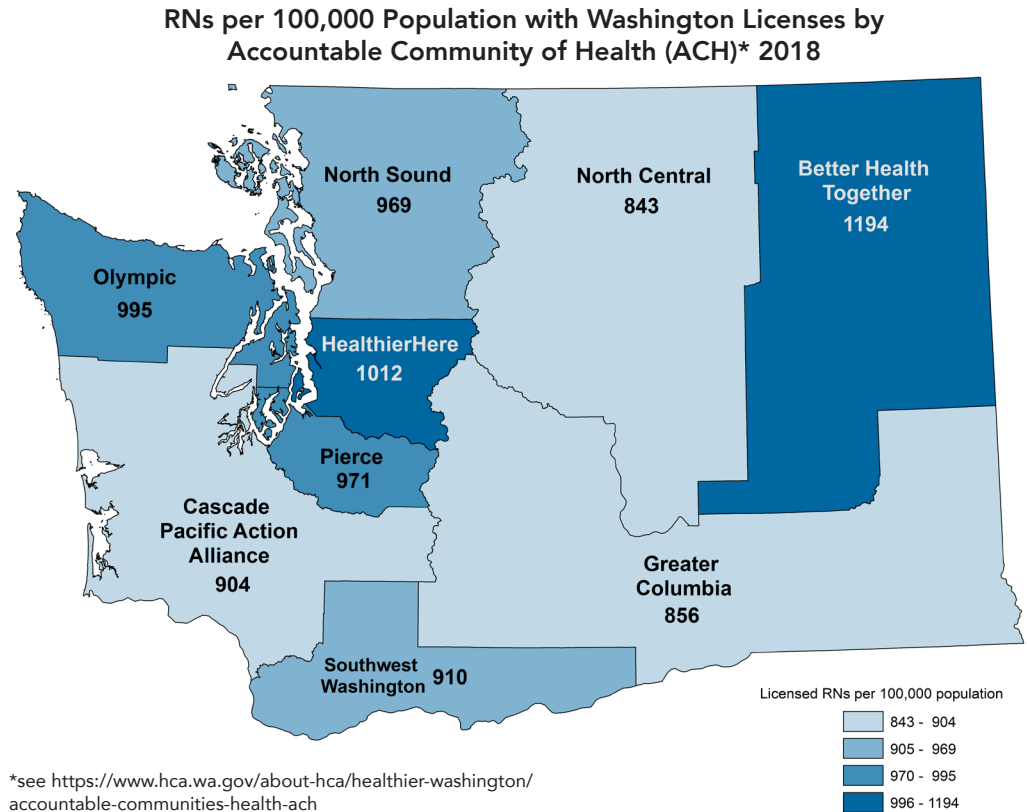 RNs per 100,000 Population with Washington Licenses by
Accountable Community of Health (ACH)* 2018
North Sound
969
North Central
843
Better Health
Together
1194
Olympic
995
HealthierHere
1012
Pierce
971
Cascade
Pacific Action
Alliance
904
Greater
Columbia
856
Southwest
Washington 910
Licensed RNs per 100,000 population
843 - 904
905 - 969
970 - 995
996 - 1194
*see https://www.hca.wa.gov/about-hca/healthier-washington/
accountable-communities-health-ach